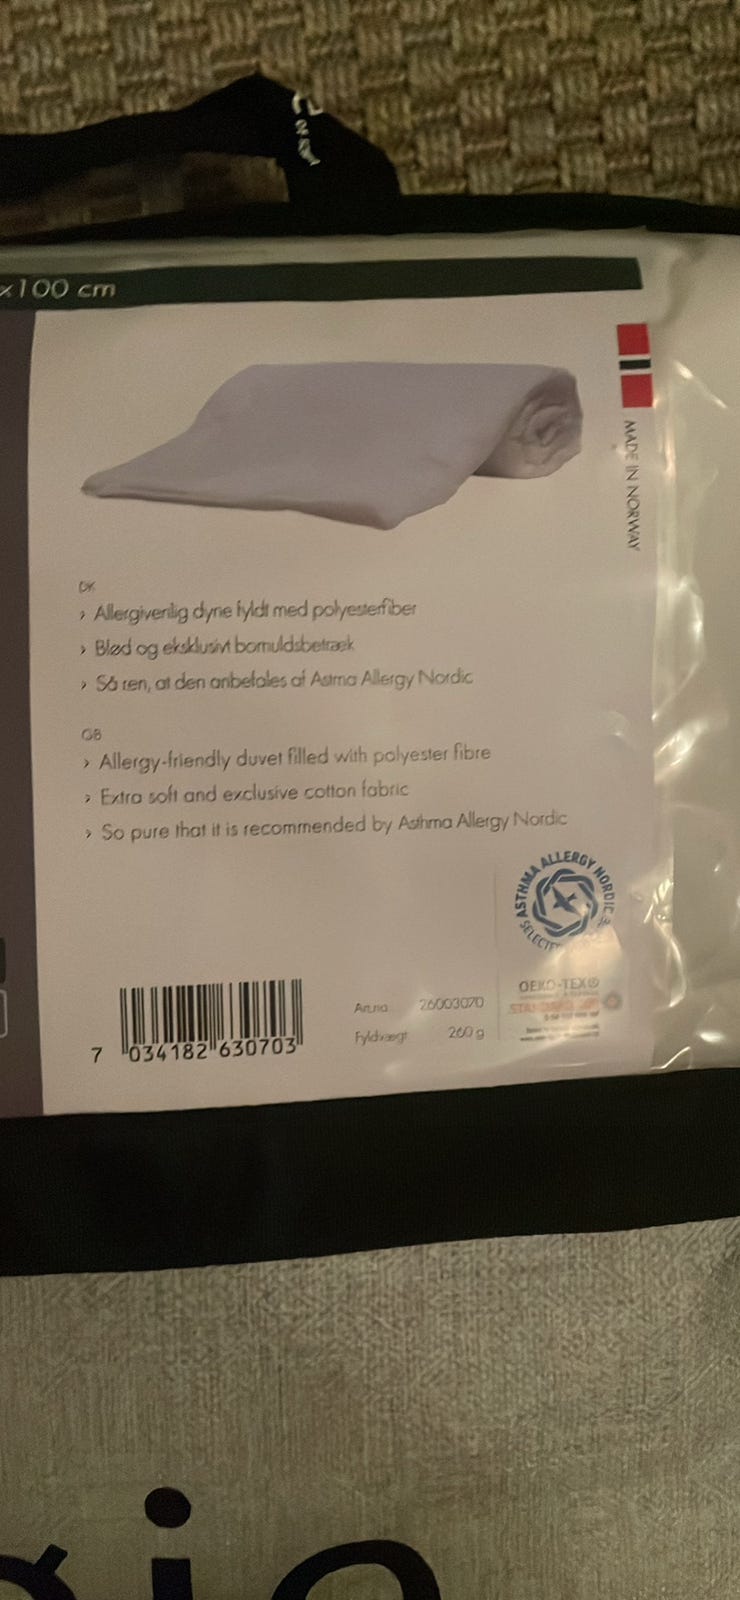 x100 cm
MADE IN NORWAY
DK
› Allergivenlig dyne fyldt med polyesterfiber
› Blød og eksklusivt bomuldsbetræk
› Så ren, at den anbefales af Astma Allergy Nordic
GB
› Allergy-friendly duvet filled with polyester fibre
› Extra soft and exclusive cotton fabric
› So pure that it is recommended by Asthma Allergy Nordic
ASTHMA ALLERGY NORDIC
SELECTED
OEKO-TEX®
STANDARD 100
Art.no 26003070
Fyldvægt 260 g
7 034182 630703